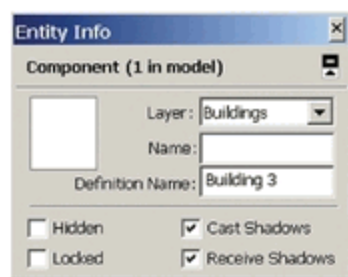 Entity Info
Component (1 in model)
Layer: Buildings
Name:
Definition Name: Building 3
Hidden Cast Shadows
Locked Receive Shadows